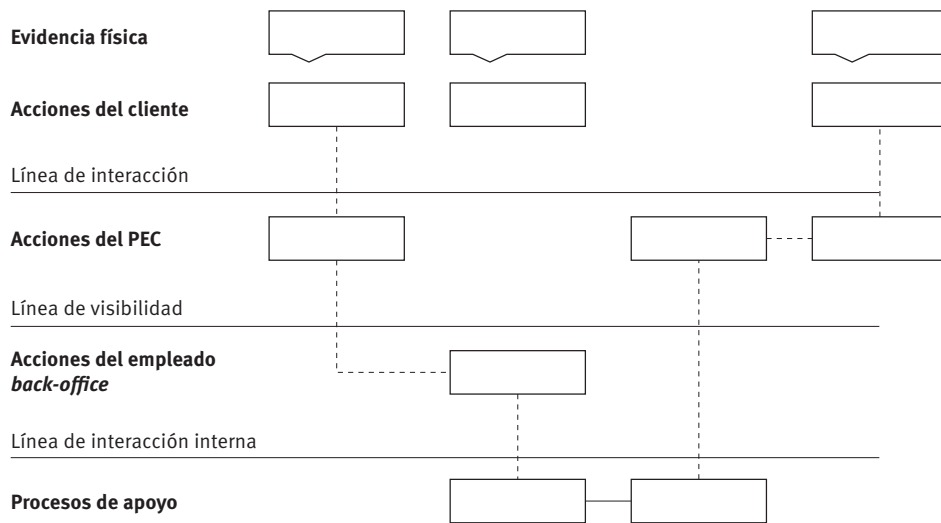 Evidencia física
Acciones del cliente
Línea de interacción
Acciones del PEC
Línea de visibilidad
Acciones del empleado
back-office
Línea de interacción interna
Procesos de apoyo